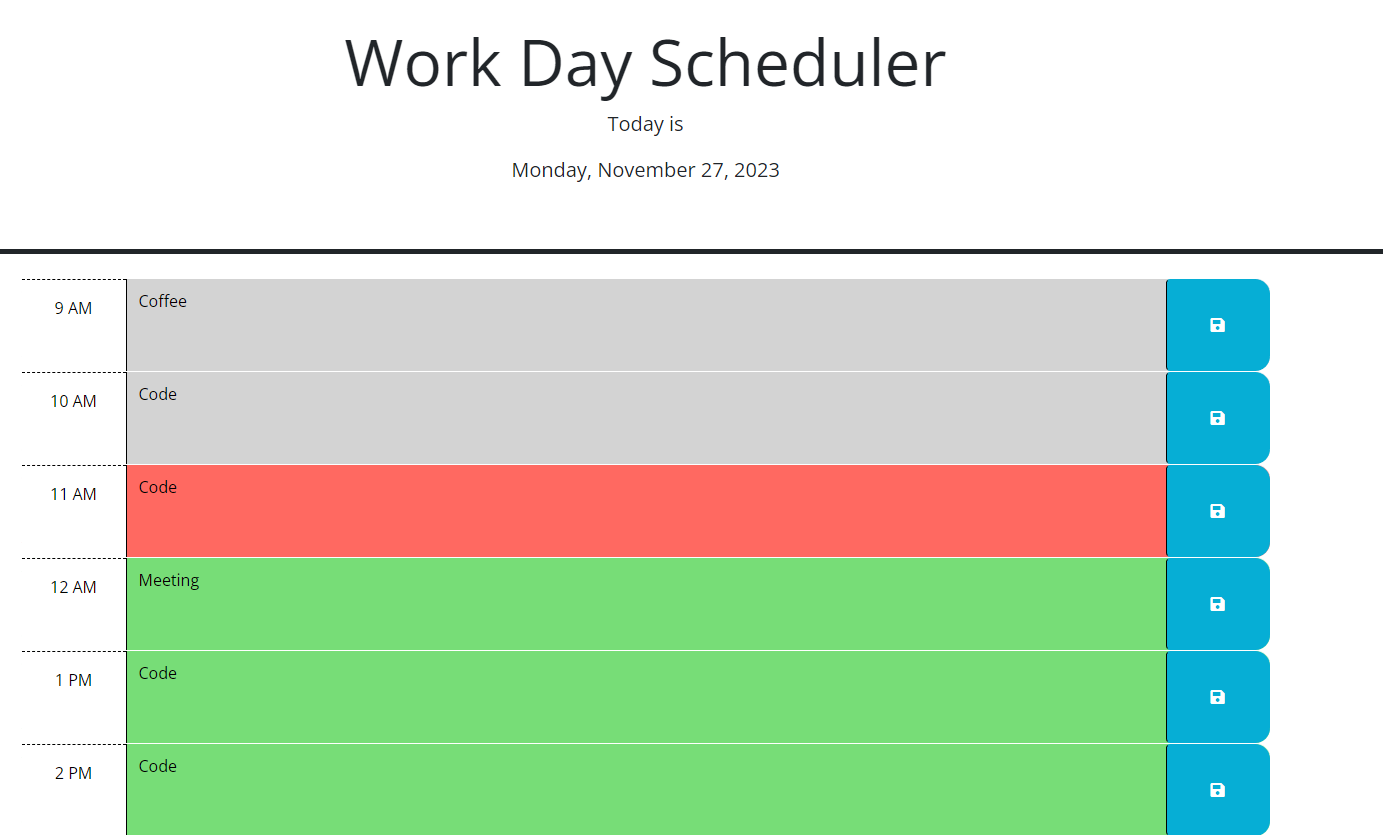 Work Day Scheduler
Today is
Monday, November 27, 2023
9 AM Coffee
10 AM Code
11 AM Code
12 AM Meeting
1 PM Code
2 PM Code